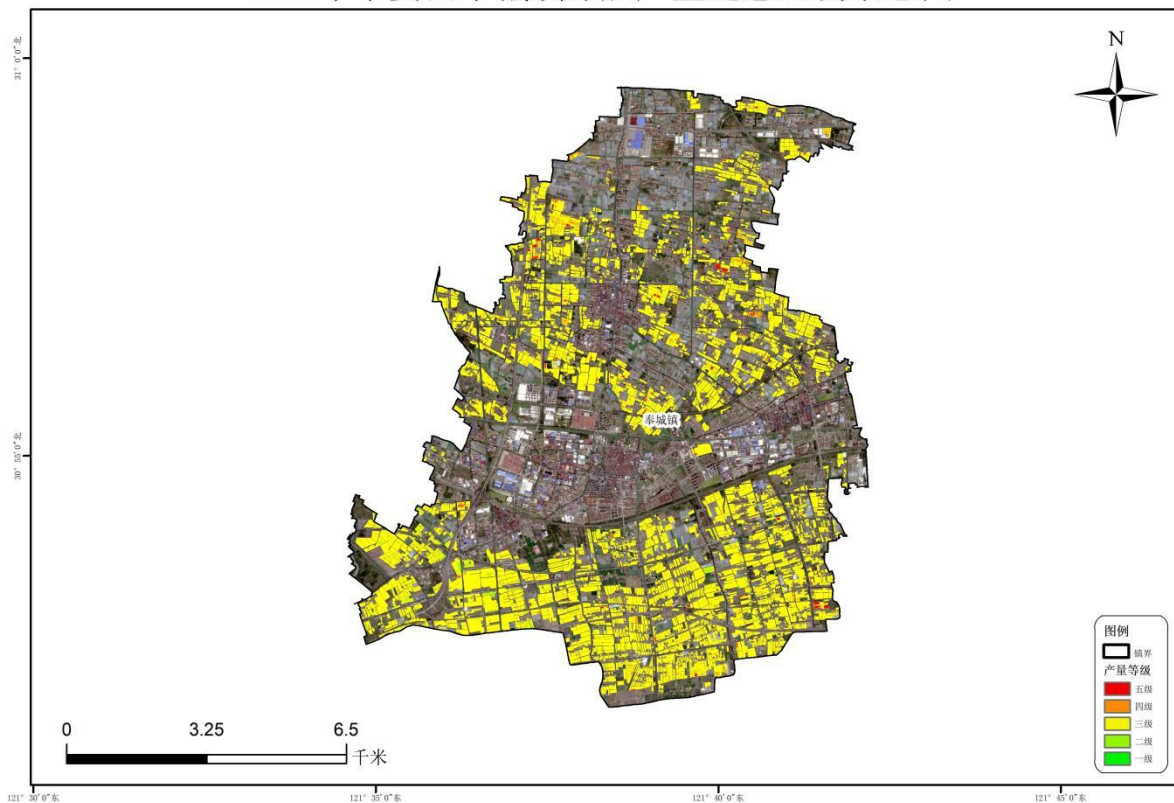 N
31° 0'0"北
奉城镇
30° 55'0"北
图例
镇界
产量等级
五级
四级
三级
二级
一级
0 3.25 6.5
千米
121° 30'0"东 121° 35'0"东 121° 40'0"东 121° 45'0"东